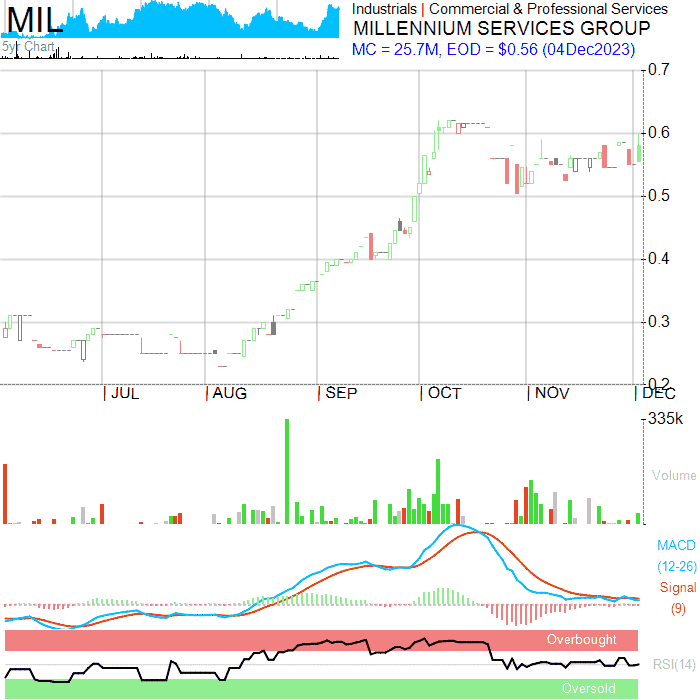 MIL
5yr Chart
Industrials | Commercial & Professional Services
MILLENNIUM SERVICES GROUP
MC = 25.7M, EOD = $0.56 (04Dec2023)
0.7
0.6
0.5
0.4
0.3
0.2
JUL
AUG
SEP
OCT
NOV
DEC
335k
Volume
MACD
(12-26)
Signal
(9)
Overbought
RSI(14)
Oversold